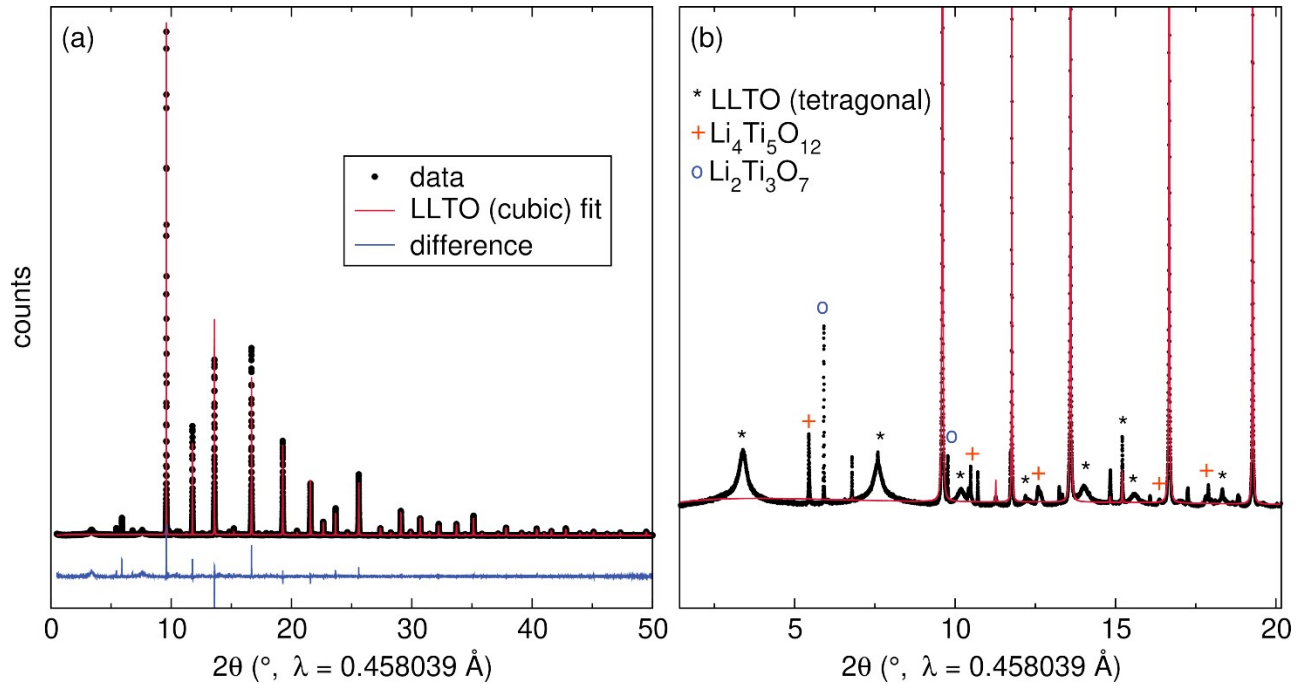 (a)
data
LLTO (cubic) fit
difference
counts
0 10 20 30 40 50
2θ (°, λ = 0.458039 Å)
(b)
* LLTO (tetragonal)
+ Li₄Ti₅O₁₂
o Li₂Ti₃O₇
o
+
*
*
o
+
*
*
+
*
*
*
+
+
*
5 10 15 20
2θ (°, λ = 0.458039 Å)